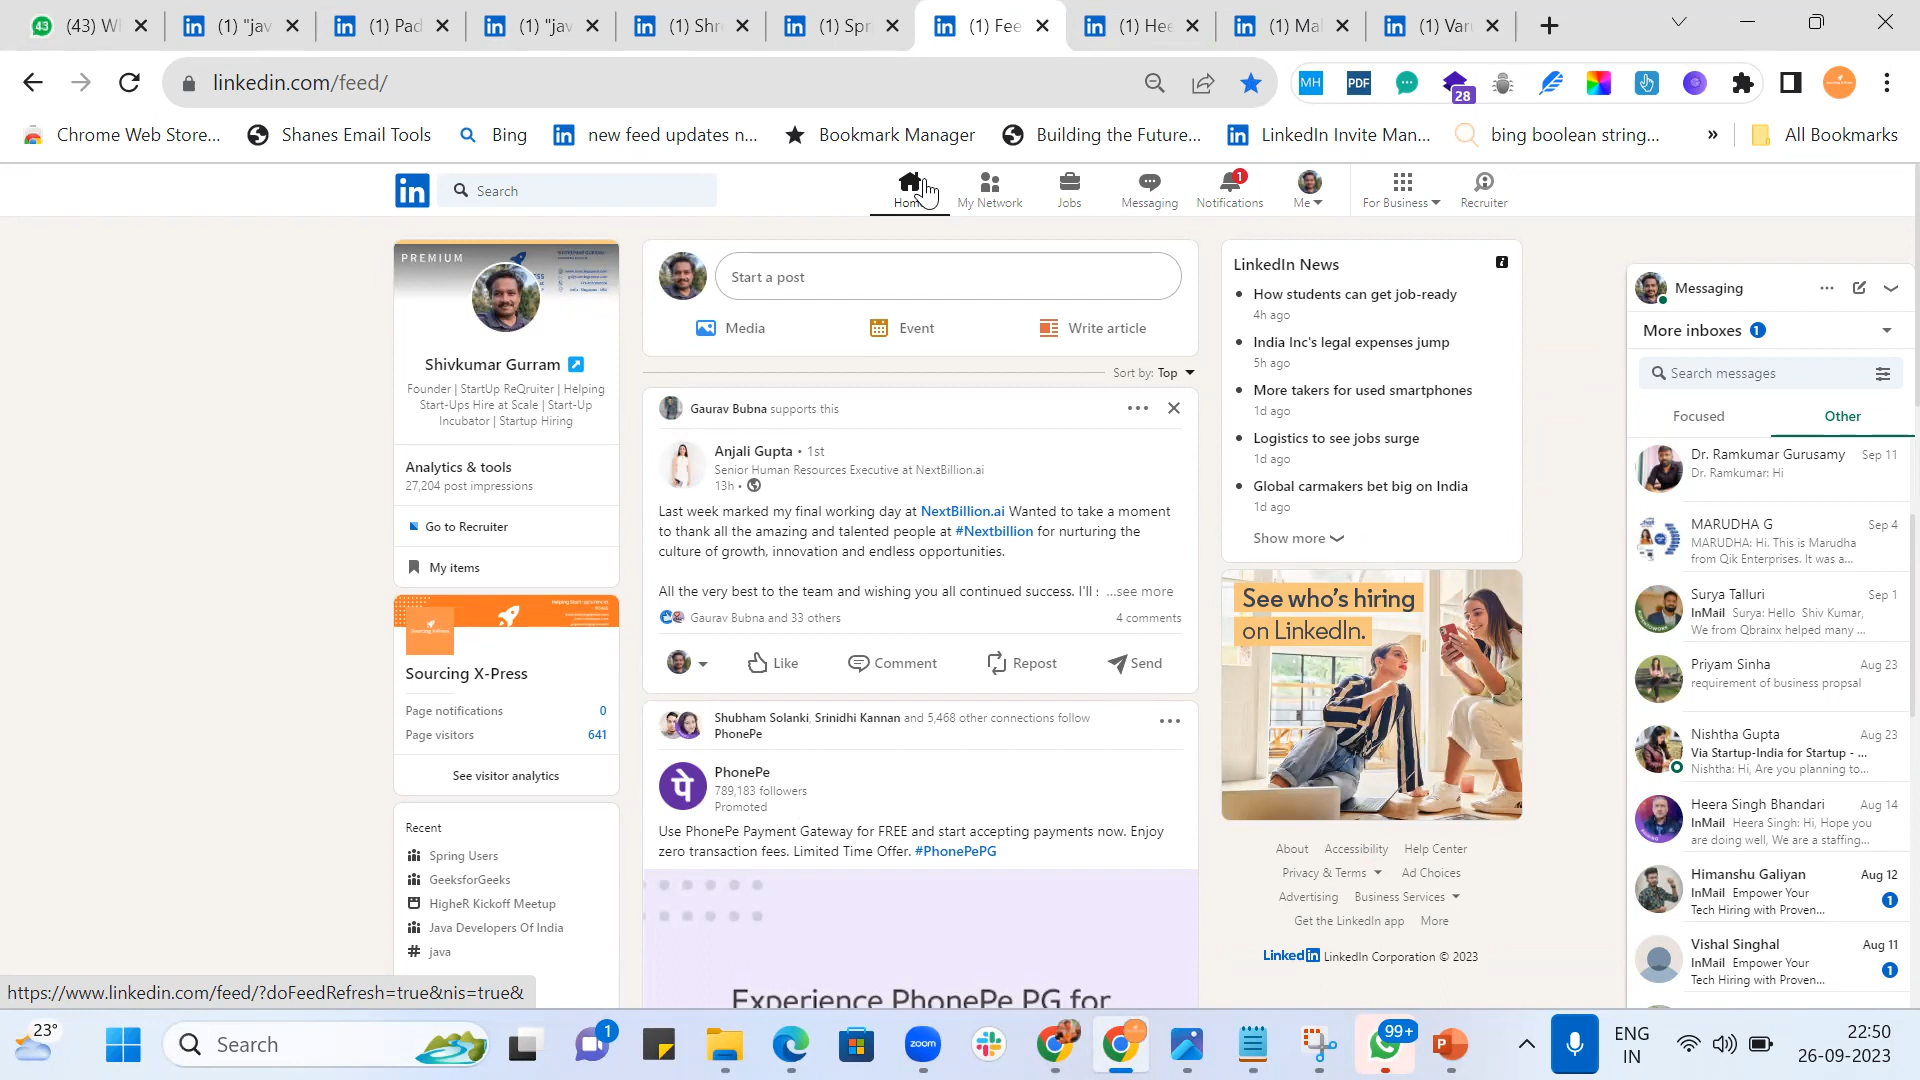 (43) W
(1) "jav
(1) Pad
(1) "jav
(1) Shr
(1) Spr
(1) Fee
(1) Hee
(1) Mal
(1) Varu
linkedin.com/feed/
MH
PDF
28
Chrome Web Store...
Shanes Email Tools
Bing
new feed updates n...
Bookmark Manager
Building the Future...
LinkedIn Invite Man...
bing boolean string...
»
All Bookmarks
in
Search
Home
My Network
Jobs
Messaging
1
Notifications
Me
For Business
Recruiter
PREMIUM
Shivkumar Gurram
Founder | StartUp ReQruiter | Helping
Start-Ups Hire at Scale | Start-Up
Incubator | Startup Hiring
Analytics & tools
27,204 post impressions
Go to Recruiter
My items
Sourcing X-Press
Page notifications 0
Page visitors 641
See visitor analytics
Recent
Spring Users
GeeksforGeeks
HigheR Kickoff Meetup
Java Developers Of India
# java
https://www.linkedin.com/feed/?doFeedRefresh=true&nis=true&
Start a post
Media
Event
Write article
Sort by: Top
Gaurav Bubna supports this
Anjali Gupta • 1st
Senior Human Resources Executive at NextBillion.ai
13h •
Last week marked my final working day at NextBillion.ai Wanted to take a moment
to thank all the amazing and talented people at #Nextbillion for nurturing the
culture of growth, innovation and endless opportunities.
All the very best to the team and wishing you all continued success. I'll : ...see more
Gaurav Bubna and 33 others
4 comments
Like
Comment
Repost
Send
Shubham Solanki, Srinidhi Kannan and 5,468 other connections follow
PhonePe
पे
PhonePe
789,183 followers
Promoted
Use PhonePe Payment Gateway for FREE and start accepting payments now. Enjoy
zero transaction fees. Limited Time Offer. #PhonePePG
Experience PhonePe PG for
LinkedIn News
How students can get job-ready
4h ago
India Inc's legal expenses jump
5h ago
More takers for used smartphones
1d ago
Logistics to see jobs surge
1d ago
Global carmakers bet big on India
1d ago
Show more
See who's hiring
on LinkedIn.
About Accessibility Help Center
Privacy & Terms Ad Choices
Advertising Business Services
Get the LinkedIn app More
LinkedIn LinkedIn Corporation © 2023
Messaging
More inboxes 1
Search messages
Focused
Other
Dr. Ramkumar Gurusamy Sep 11
Dr. Ramkumar: Hi
MARUDHA G Sep 4
MARUDHA: Hi. This is Marudha
from Qik Enterprises. It was a...
Surya Talluri Sep 1
InMail Surya: Hello Shiv Kumar,
We from Qbrainx helped many ...
Priyam Sinha Aug 23
requirement of business propsal
Nishtha Gupta Aug 23
Via Startup-India for Startup - ...
Nishtha: Hi, Are you planning to...
Heera Singh Bhandari Aug 14
InMail Heera Singh: Hi, Hope you
are doing well, We are a staffing...
Himanshu Galiyan Aug 12
InMail Empower Your
Tech Hiring with Proven... 1
Vishal Singhal Aug 11
InMail Empower Your
Tech Hiring with Proven... 1
23°
Search
1
zoom
99+
P
ENG
IN
22:50
26-09-2023